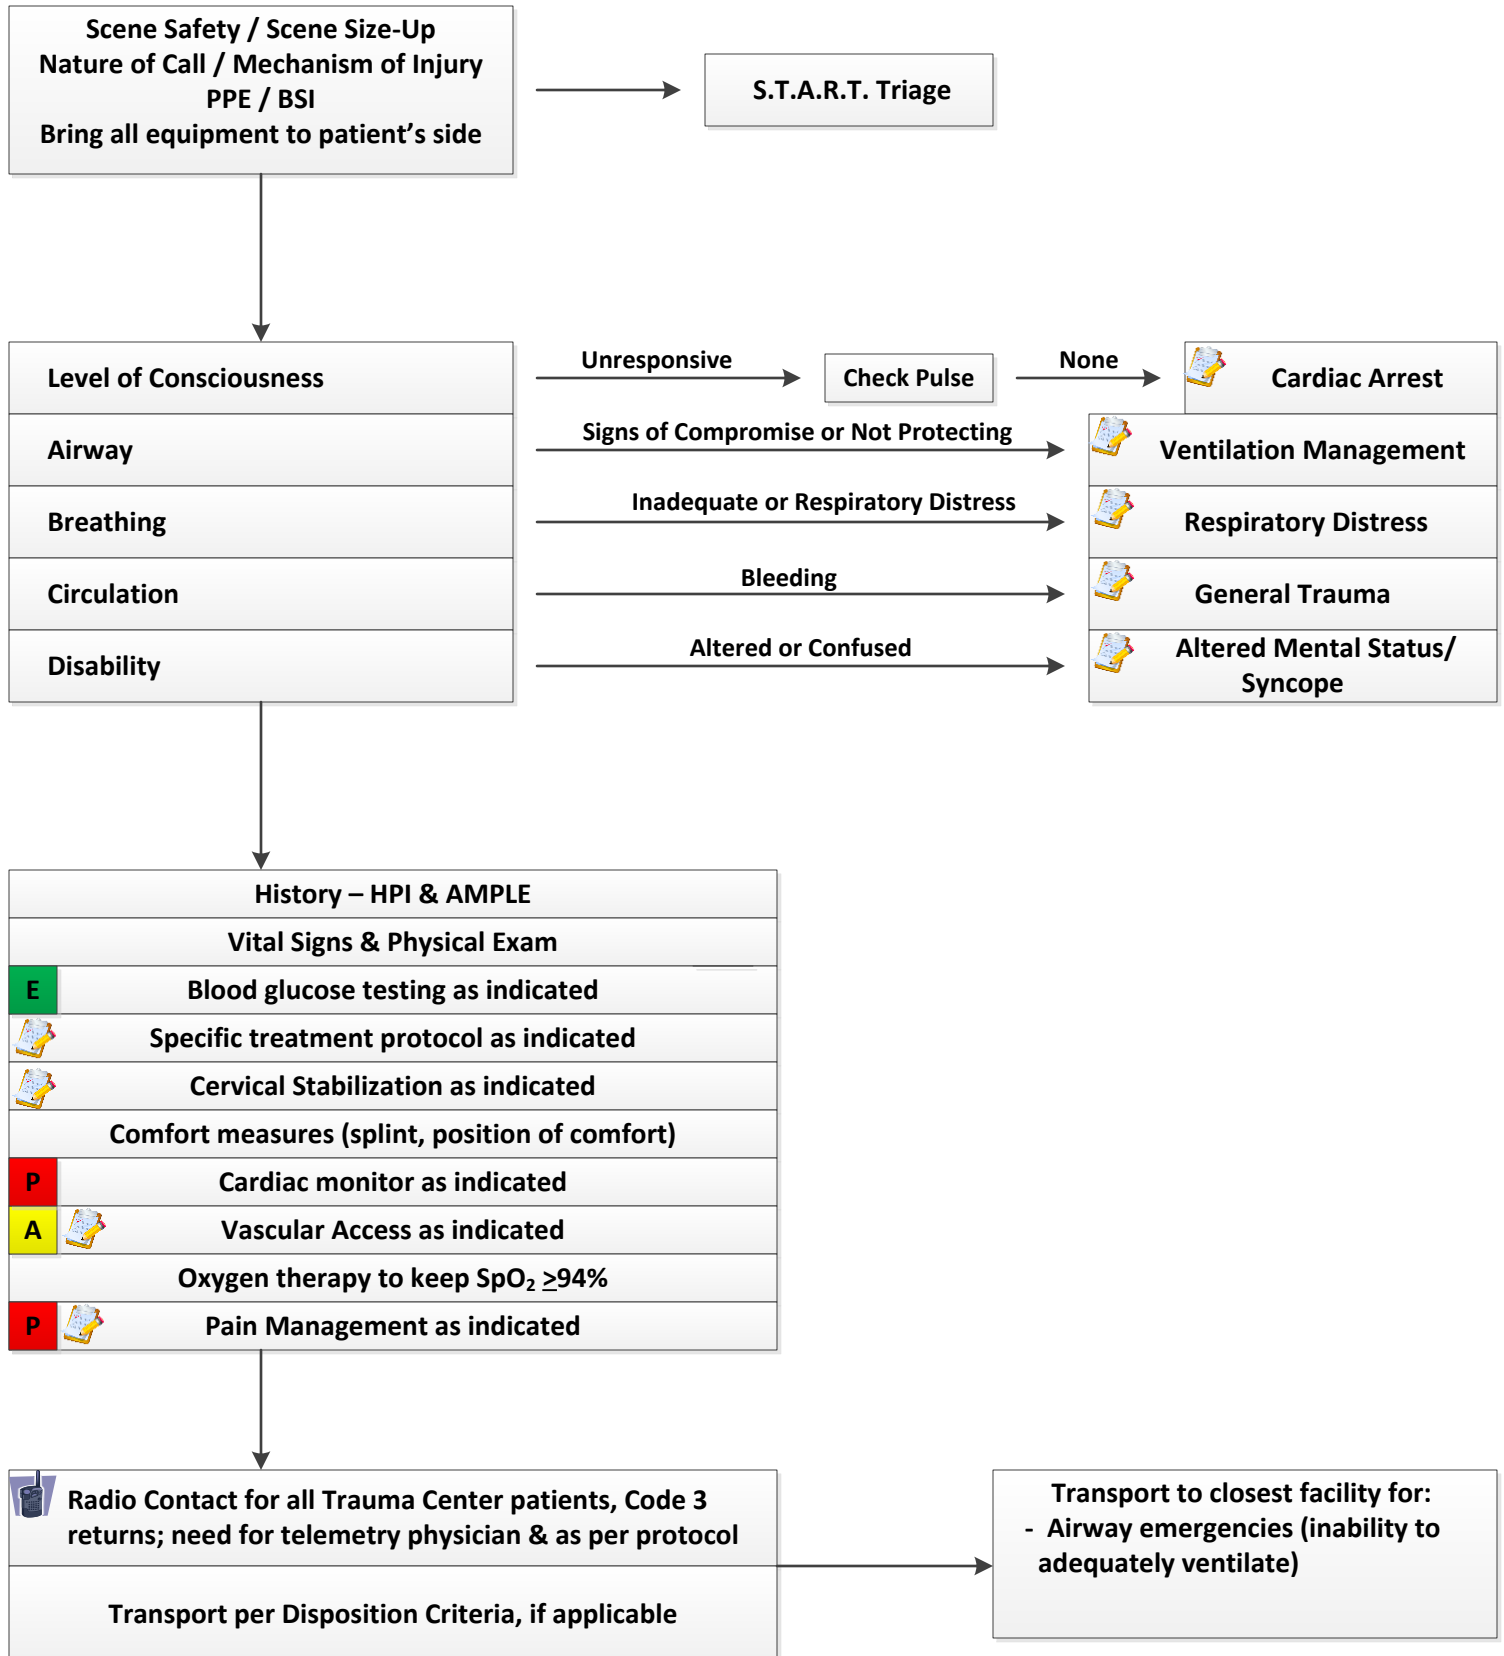 Scene Safety / Scene Size-Up
Nature of Call / Mechanism of Injury
PPE / BSI
Bring all equipment to patient’s side
S.T.A.R.T. Triage
Level of Consciousness
Unresponsive
Check Pulse
None
Cardiac Arrest
Airway
Signs of Compromise or Not Protecting
Ventilation Management
Breathing
Inadequate or Respiratory Distress
Respiratory Distress
Circulation
Bleeding
General Trauma
Disability
Altered or Confused
Altered Mental Status/
Syncope
History – HPI & AMPLE
Vital Signs & Physical Exam
E Blood glucose testing as indicated
Specific treatment protocol as indicated
Cervical Stabilization as indicated
Comfort measures (splint, position of comfort)
P Cardiac monitor as indicated
A Vascular Access as indicated
Oxygen therapy to keep SpO₂ ≥94%
P Pain Management as indicated
Radio Contact for all Trauma Center patients, Code 3
returns; need for telemetry physician & as per protocol
Transport per Disposition Criteria, if applicable
Transport to closest facility for:
- Airway emergencies (inability to
adequately ventilate)